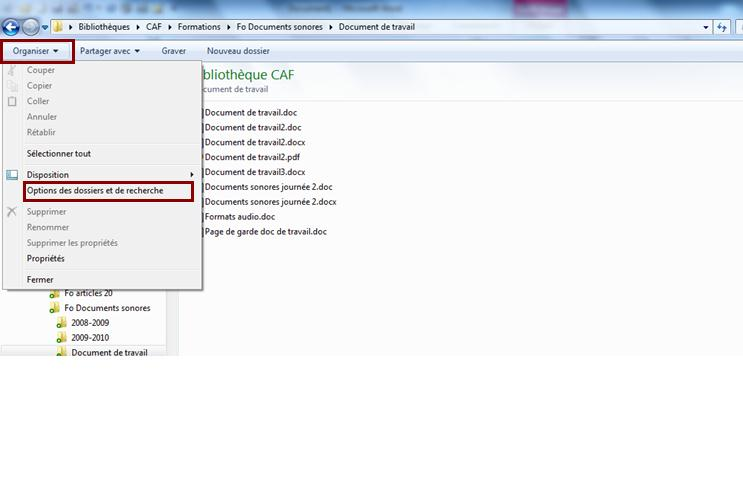 Bibliothèques ▸ CAF ▸ Formations ▸ Fo Documents sonores ▸ Document de travail
Organiser Partager avec Graver Nouveau dossier
Couper
Copier
Coller
Annuler
Rétablir
Sélectionner tout
Disposition
Options des dossiers et de recherche
Supprimer
Renommer
Supprimer les propriétés
Propriétés
Fermer
bliothèque CAF
cument de travail
Document de travail.doc
Document de travail2.doc
Document de travail2.docx
Document de travail2.pdf
Document de travail3.docx
Documents sonores journée 2.doc
Documents sonores journée 2.docx
Formats audio.doc
Page de garde doc de travail.doc
Fo articles 20
Fo Documents sonores
2008-2009
2009-2010
Document de travail